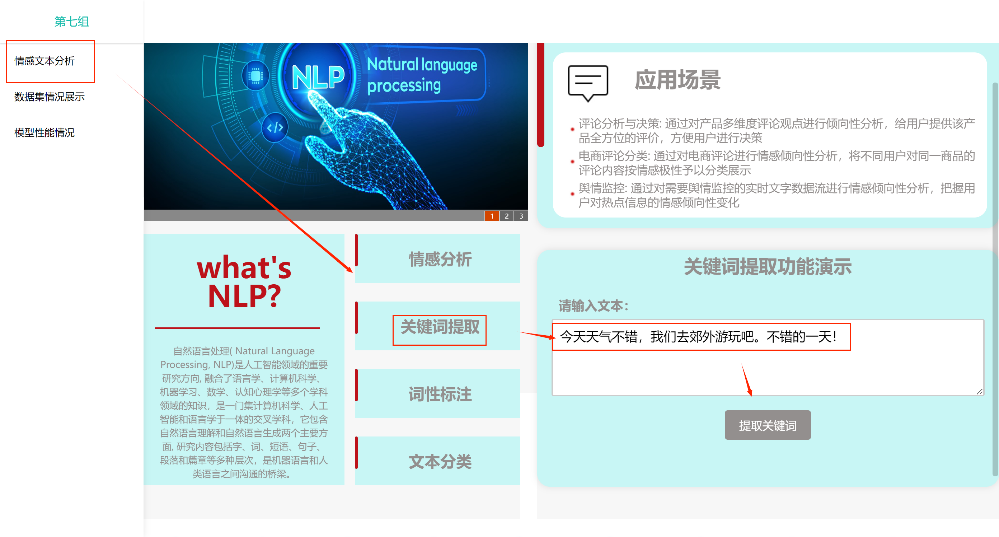 第七组
情感文本分析
数据集情况展示
模型性能情况
NLP
Natural language
processing
</>
1 2 3
what's
NLP?
自然语言处理( Natural Language
Processing, NLP)是人工智能领域的重要
研究方向, 融合了语言学、计算机科学、
机器学习、数学、认知心理学等多个学科
领域的知识，是一门集计算机科学、人工
智能和语言学于一体的交叉学科，它包含
自然语言理解和自然语言生成两个主要方
面, 研究内容包括字、词、短语、句子、
段落和篇章等多种层次，是机器语言和人
类语言之间沟通的桥梁。
情感分析
关键词提取
词性标注
文本分类
应用场景
评论分析与决策: 通过对产品多维度评论观点进行倾向性分析，给用户提供该产
品全方位的评价，方便用户进行决策
电商评论分类: 通过对电商评论进行情感倾向性分析，将不同用户对同一商品的
评论内容按情感极性予以分类展示
舆情监控: 通过对需要舆情监控的实时文字数据流进行情感倾向性分析，把握用
户对热点信息的情感倾向性变化
关键词提取功能演示
请输入文本：
今天天气不错，我们去郊外游玩吧。不错的一天！
提取关键词